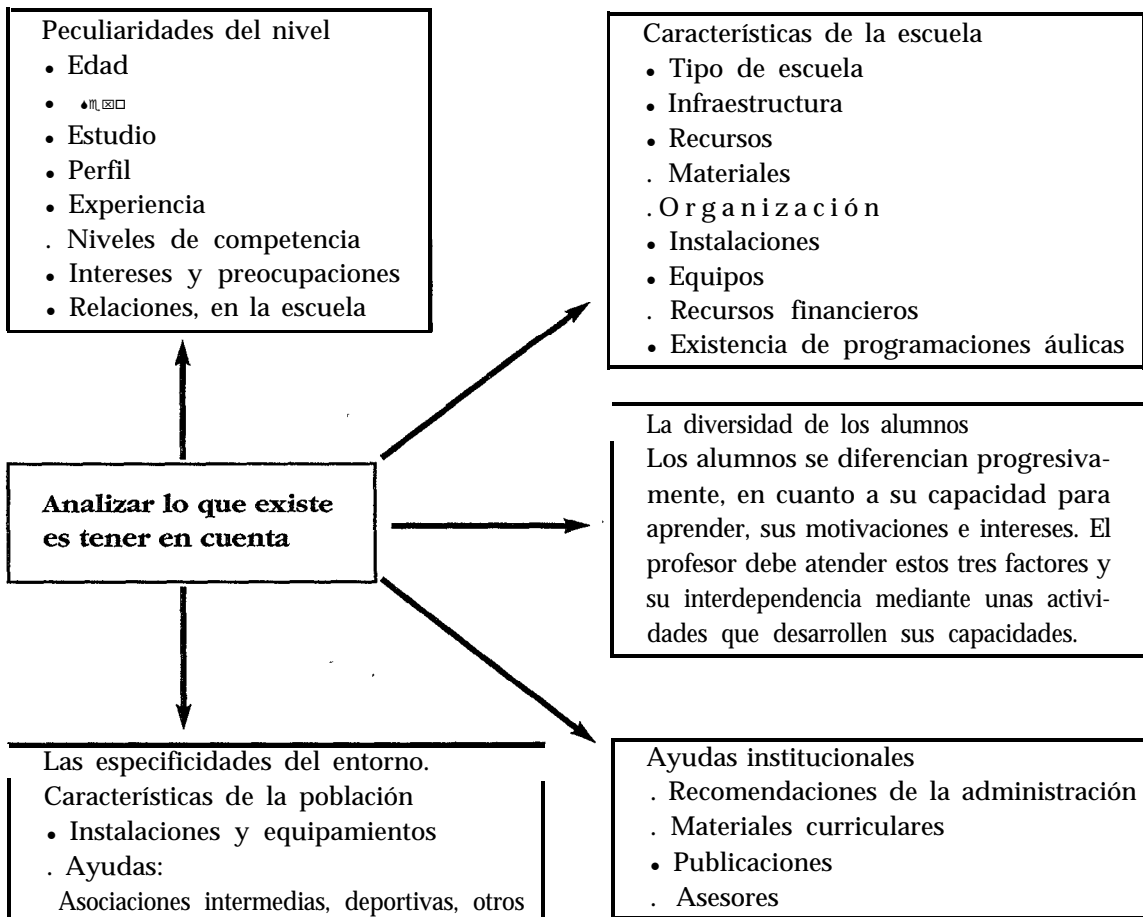 Peculiaridades del nivel
• Edad
•
• Estudio
• Perfil
• Experiencia
. Niveles de competencia
• Intereses y preocupaciones
• Relaciones, en la escuela
Características de la escuela
• Tipo de escuela
• Infraestructura
• Recursos
. Materiales
. Organización
• Instalaciones
• Equipos
. Recursos financieros
• Existencia de programaciones áulicas
Analizar lo que existe
es tener en cuenta
La diversidad de los alumnos
Los alumnos se diferencian progresiva-
mente, en cuanto a su capacidad para
aprender, sus motivaciones e intereses. El
profesor debe atender estos tres factores y
su interdependencia mediante unas activi-
dades que desarrollen sus capacidades.
Las especificidades del entorno.
Características de la población
• Instalaciones y equipamientos
. Ayudas:
Asociaciones intermedias, deportivas, otros
Ayudas institucionales
. Recomendaciones de la administración
. Materiales curriculares
• Publicaciones
. Asesores